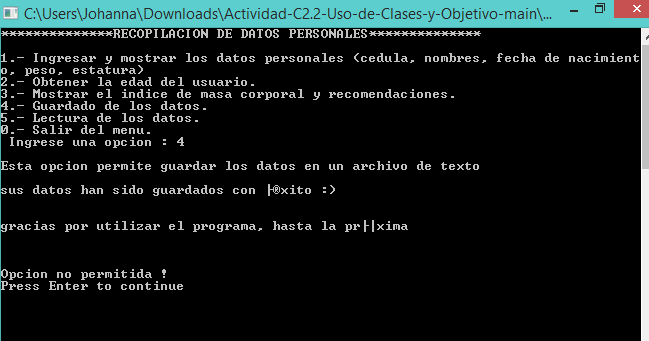 C:\Users\Johanna\Downloads\Actividad-C2.2-Uso-de-Clases-y-Objetivo-main\...
**************RECOPILACION DE DATOS PERSONALES**************
1.- Ingresar y mostrar los datos personales (cedula, nombres, fecha de nacimient
o, peso, estatura)
2.- Obtener la edad del usuario.
3.- Mostrar el indice de masa corporal y recomendaciones.
4.- Guardado de los datos.
5.- Lectura de los datos.
0.- Salir del menu.
Ingrese una opcion : 4
Esta opcion permite guardar los datos en un archivo de texto
sus datos han sido guardados con ├®xito :)
gracias por utilizar el programa, hasta la pr├│xima
Opcion no permitida !
Press Enter to continue